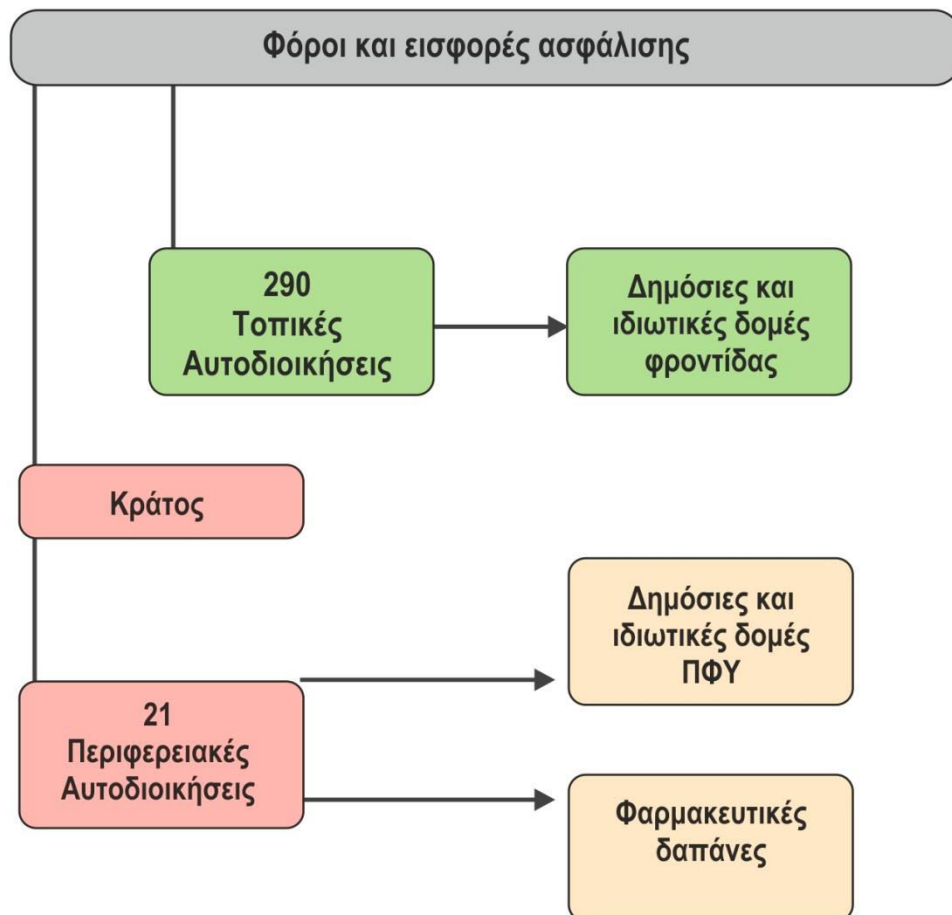 Φόροι και εισφορές ασφάλισης
290
Τοπικές
Αυτοδιοικήσεις
Δημόσιες και
ιδιωτικές δομές
φροντίδας
Κράτος
Δημόσιες και
ιδιωτικές δομές
ΠΦΥ
21
Περιφερειακές
Αυτοδιοικήσεις
Φαρμακευτικές
δαπάνες